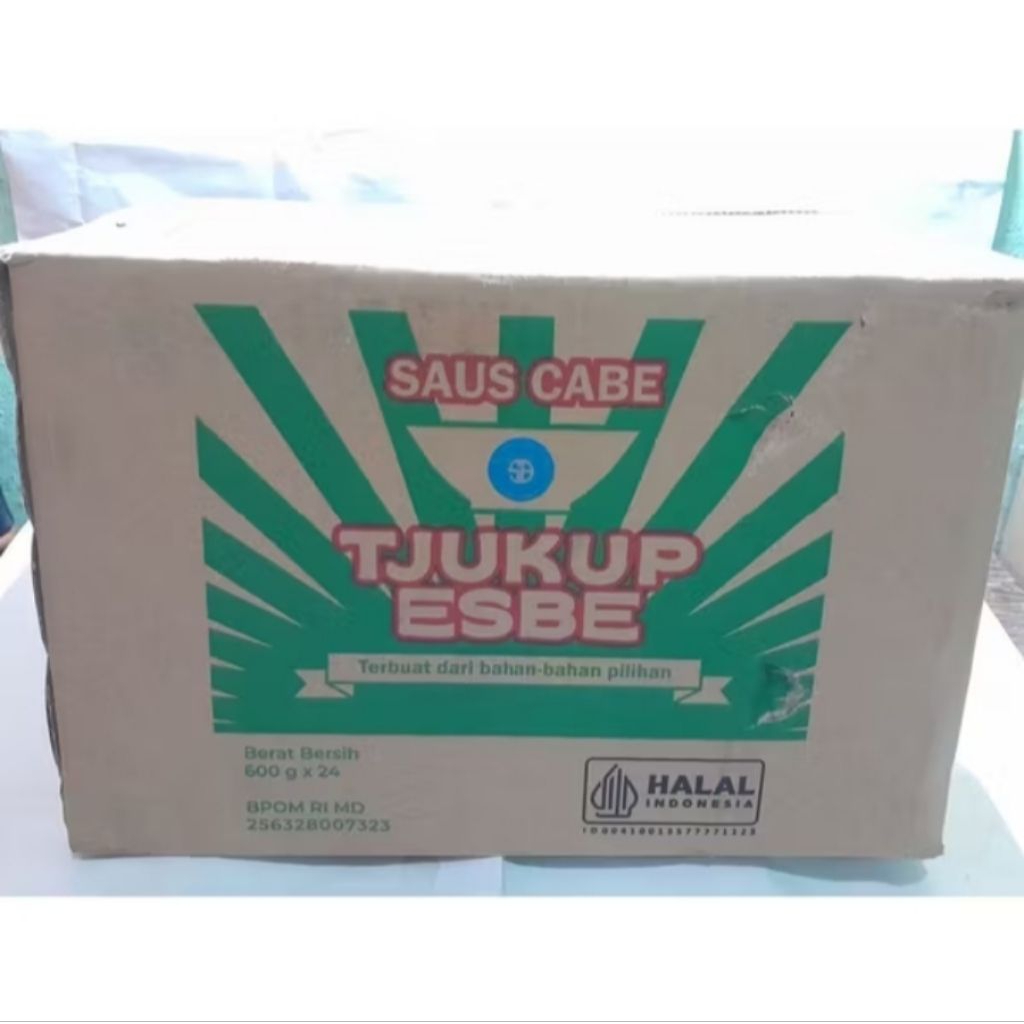 SAUS CABE
TJUKUP
ESBE
Terbuat dari bahan-bahan pilihan
Berat Bersih
600 g x 24
BPOM RI MD
256328007323
HALAL
INDONESIA